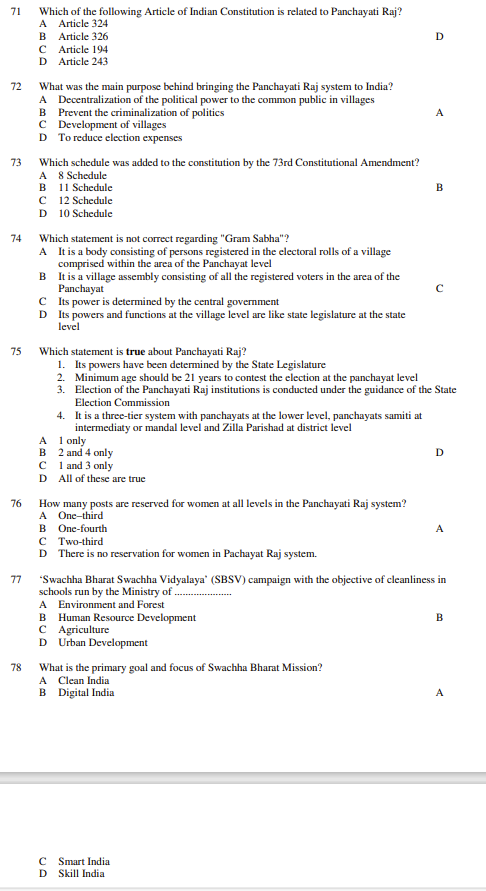 71 Which of the following Article of Indian Constitution is related to Panchayati Raj?
A Article 324
B Article 326 D
C Article 194
D Article 243
72 What was the main purpose behind bringing the Panchayati Raj system to India?
A Decentralization of the political power to the common public in villages
B Prevent the criminalization of politics A
C Development of villages
D To reduce election expenses
73 Which schedule was added to the constitution by the 73rd Constitutional Amendment?
A 8 Schedule
B 11 Schedule B
C 12 Schedule
D 10 Schedule
74 Which statement is not correct regarding "Gram Sabha"?
A It is a body consisting of persons registered in the electoral rolls of a village
comprised within the area of the Panchayat level
B It is a village assembly consisting of all the registered voters in the area of the
Panchayat C
C Its power is determined by the central government
D Its powers and functions at the village level are like state legislature at the state
level
75 Which statement is true about Panchayati Raj?
1. Its powers have been determined by the State Legislature
2. Minimum age should be 21 years to contest the election at the panchayat level
3. Election of the Panchayati Raj institutions is conducted under the guidance of the State
Election Commission
4. It is a three-tier system with panchayats at the lower level, panchayats samiti at
intermediaty or mandal level and Zilla Parishad at district level
A 1 only
B 2 and 4 only D
C 1 and 3 only
D All of these are true
76 How many posts are reserved for women at all levels in the Panchayati Raj system?
A One–third
B One-fourth A
C Two-third
D There is no reservation for women in Pachayat Raj system.
77 ‘Swachha Bharat Swachha Vidyalaya’ (SBSV) campaign with the objective of cleanliness in
schools run by the Ministry of .....................
A Environment and Forest
B Human Resource Development B
C Agriculture
D Urban Development
78 What is the primary goal and focus of Swachha Bharat Mission?
A Clean India
B Digital India A
C Smart India
D Skill India